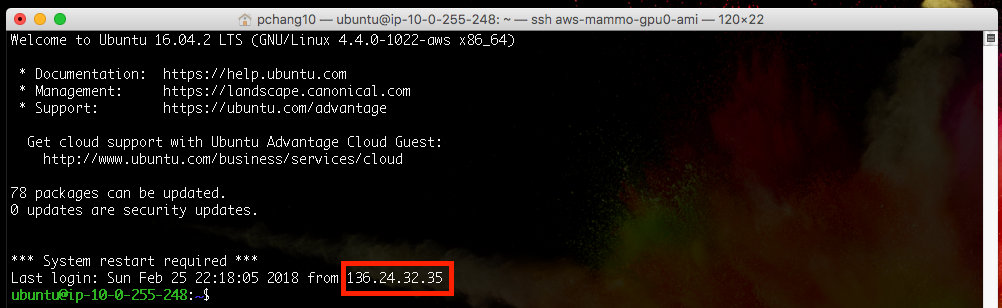 pchang10 — ubuntu@ip-10-0-255-248: ~ — ssh aws-mammo-gpu0-ami — 120×22
Welcome to Ubuntu 16.04.2 LTS (GNU/Linux 4.4.0-1022-aws x86_64)
* Documentation:  https://help.ubuntu.com
* Management:     https://landscape.canonical.com
* Support:        https://ubuntu.com/advantage
Get cloud support with Ubuntu Advantage Cloud Guest:
http://www.ubuntu.com/business/services/cloud
78 packages can be updated.
0 updates are security updates.
*** System restart required ***
Last login: Sun Feb 25 22:18:05 2018 from 136.24.32.35
ubuntu@ip-10-0-255-248:~$